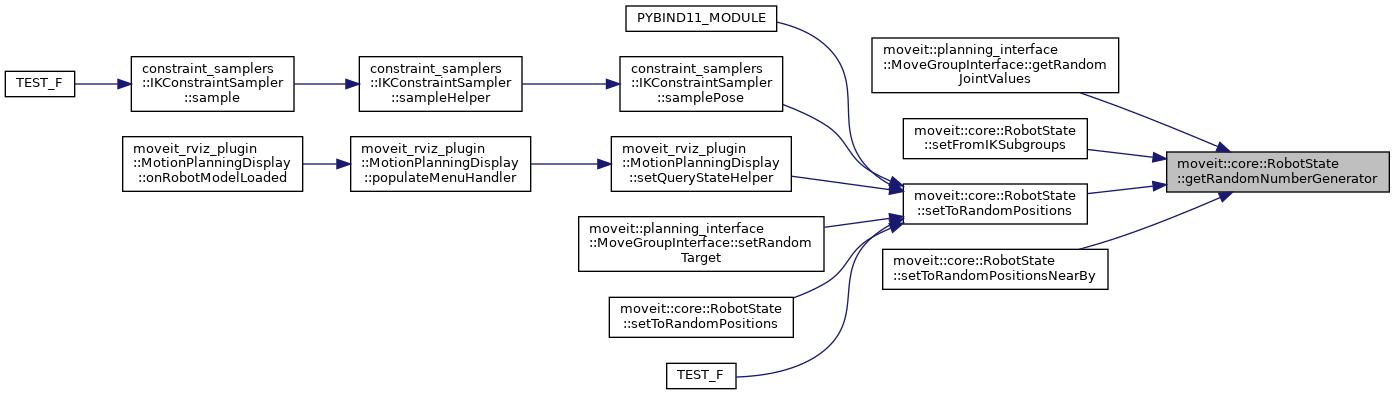 PYBIND11_MODULE
moveit::planning_interface
::MoveGroupInterface::getRandom
JointValues
TEST_F
constraint_samplers
::IKConstraintSampler
::sample
constraint_samplers
::IKConstraintSampler
::sampleHelper
constraint_samplers
::IKConstraintSampler
::samplePose
moveit::core::RobotState
::setFromIKSubgroups
moveit_rviz_plugin
::MotionPlanningDisplay
::onRobotModelLoaded
moveit_rviz_plugin
::MotionPlanningDisplay
::populateMenuHandler
moveit_rviz_plugin
::MotionPlanningDisplay
::setQueryStateHelper
moveit::core::RobotState
::setToRandomPositions
moveit::core::RobotState
::getRandomNumberGenerator
moveit::planning_interface
::MoveGroupInterface::setRandom
Target
moveit::core::RobotState
::setToRandomPositionsNearBy
moveit::core::RobotState
::setToRandomPositions
TEST_F